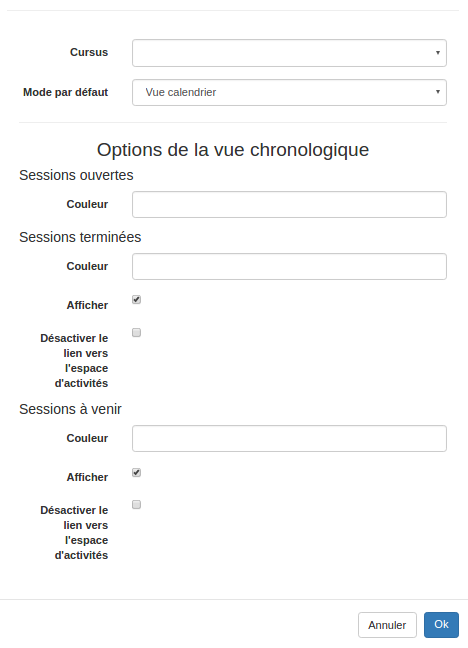 Cursus
Mode par défaut Vue calendrier
Options de la vue chronologique
Sessions ouvertes
Couleur
Sessions terminées
Couleur
Afficher
Désactiver le
lien vers
l'espace
d'activités
Sessions à venir
Couleur
Afficher
Désactiver le
lien vers
l'espace
d'activités
Annuler Ok